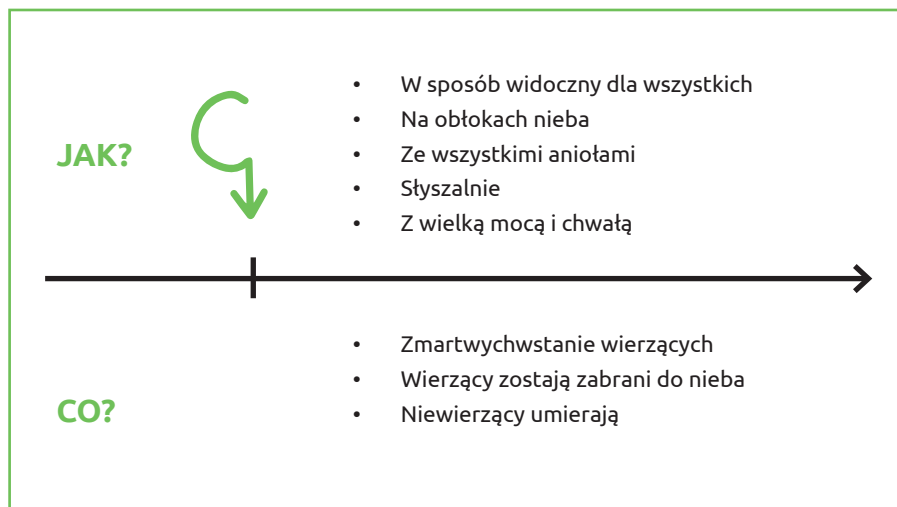 JAK?
• W sposób widoczny dla wszystkich
• Na obłokach nieba
• Ze wszystkimi aniołami
• Słyszalnie
• Z wielką mocą i chwałą
CO?
• Zmartwychwstanie wierzących
• Wierzący zostają zabrani do nieba
• Niewierzący umierają